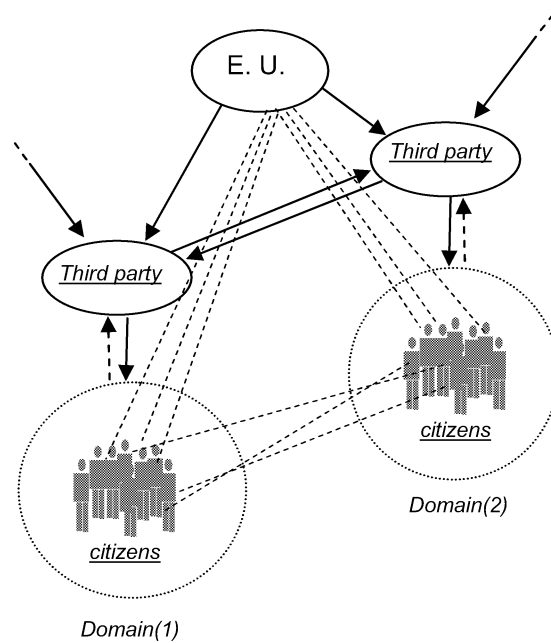 E. U.
Third party
Third party
citizens
Domain(2)
citizens
Domain(1)